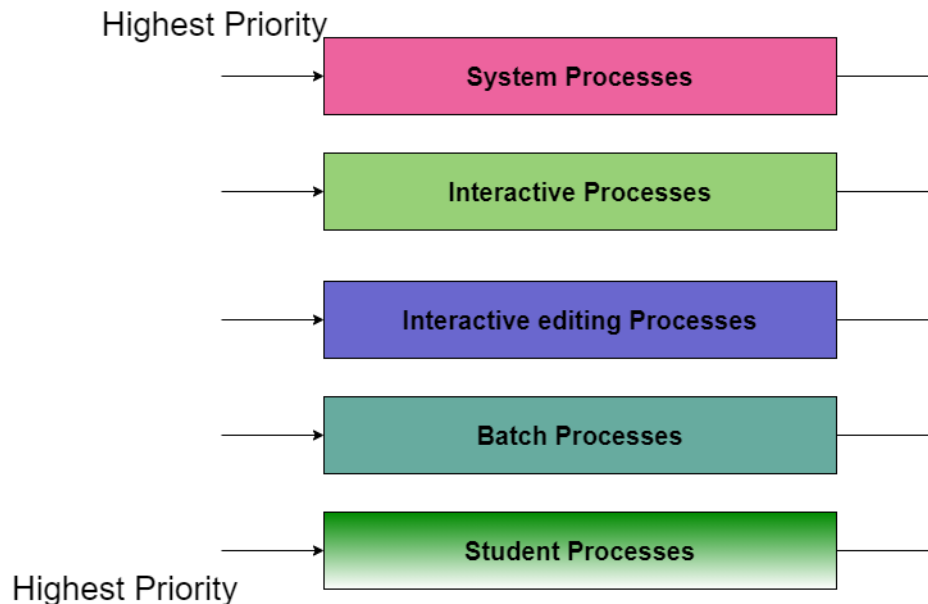 Highest Priority
System Processes
Interactive Processes
Interactive editing Processes
Batch Processes
Student Processes
Highest Priority